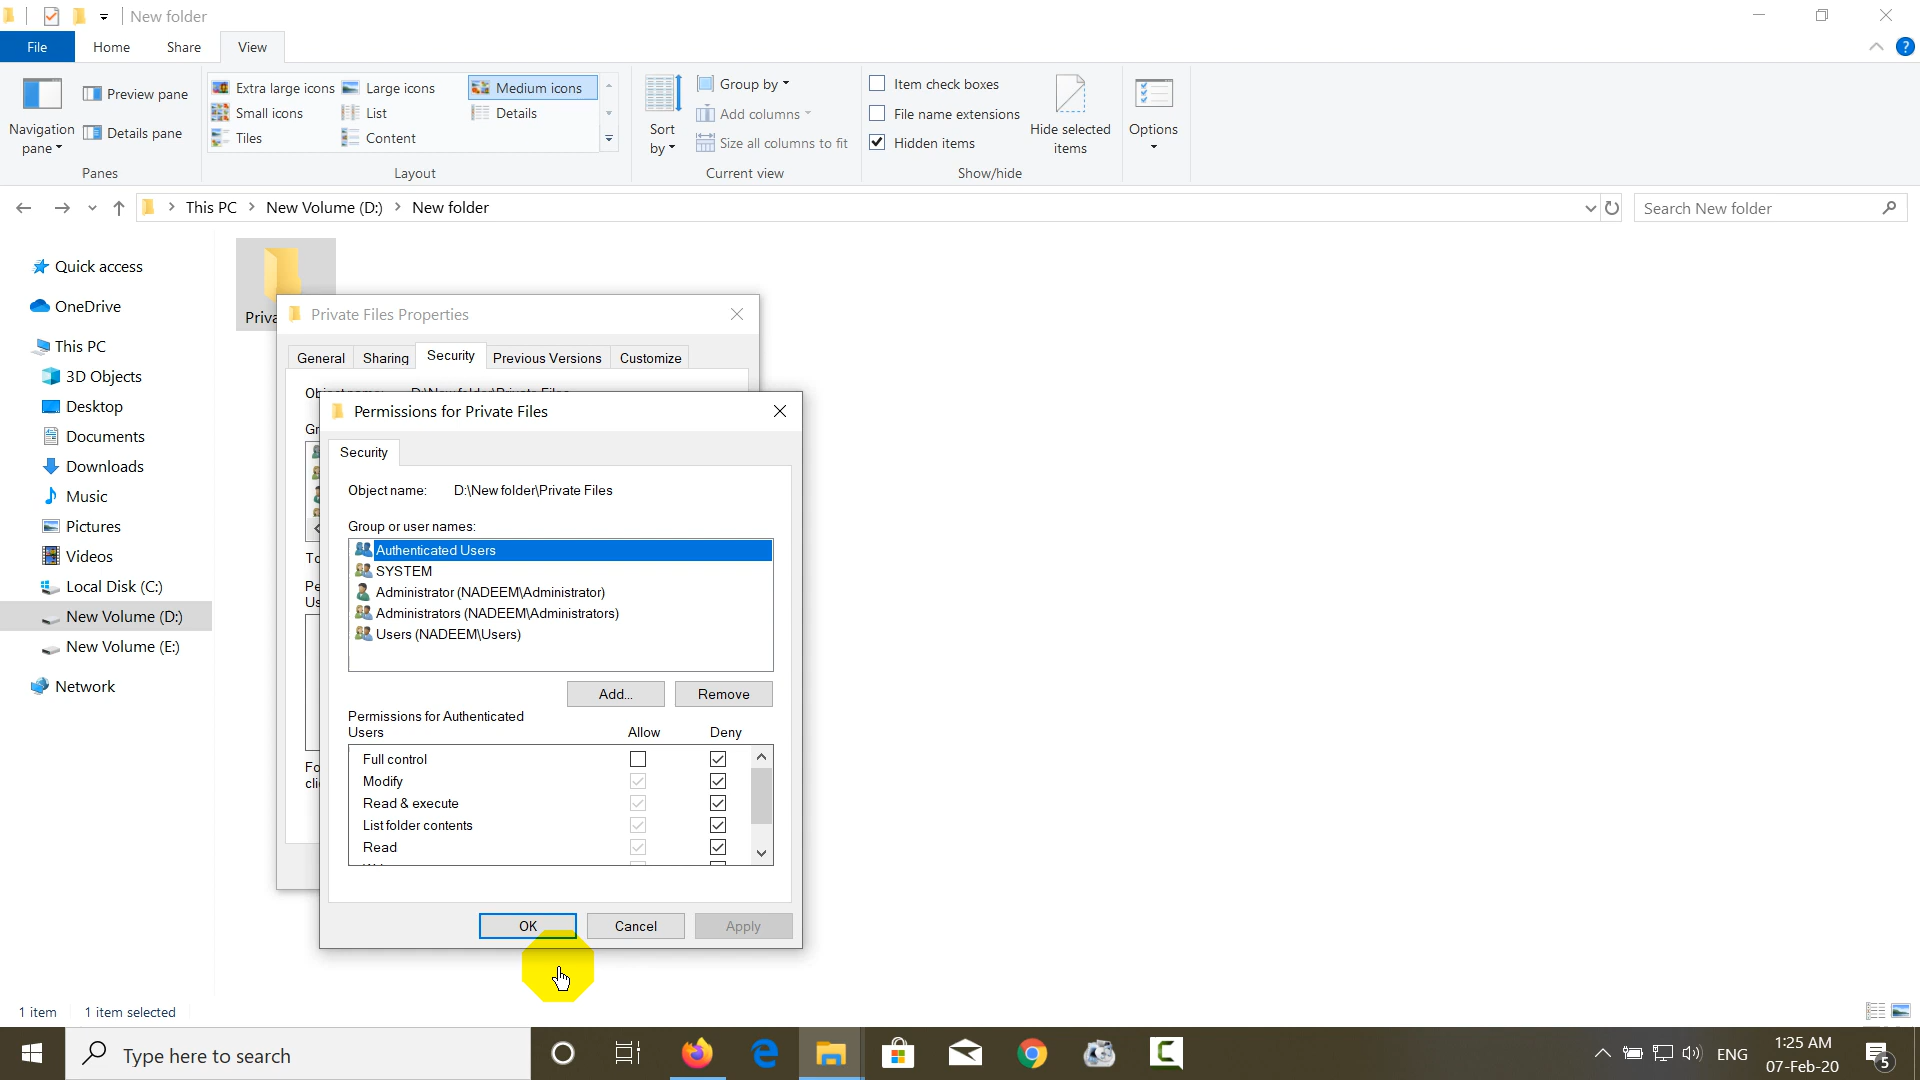 New folder
File Home Share View
Navigation pane
Preview pane
Details pane
Panes
Extra large icons Large icons Medium icons
Small icons List Details
Tiles Content
Layout
Sort by
Group by
Add columns
Size all columns to fit
Current view
Item check boxes
File name extensions
Hidden items
Hide selected items
Show/hide
Options
This PC > New Volume (D:) > New folder
Search New folder
Quick access
OneDrive
This PC
3D Objects
Desktop
Documents
Downloads
Music
Pictures
Videos
Local Disk (C:)
New Volume (D:)
New Volume (E:)
Network
Private Files Properties
General Sharing Security Previous Versions Customize
Permissions for Private Files
Security
Object name: D:\New folder\Private Files
Group or user names:
Authenticated Users
SYSTEM
Administrator (NADEEM\Administrator)
Administrators (NADEEM\Administrators)
Users (NADEEM\Users)
Add... Remove
Permissions for Authenticated
Users Allow Deny
Full control
Modify
Read & execute
List folder contents
Read
OK Cancel Apply
1 item 1 item selected
Type here to search
ENG
1:25 AM
07-Feb-20
5